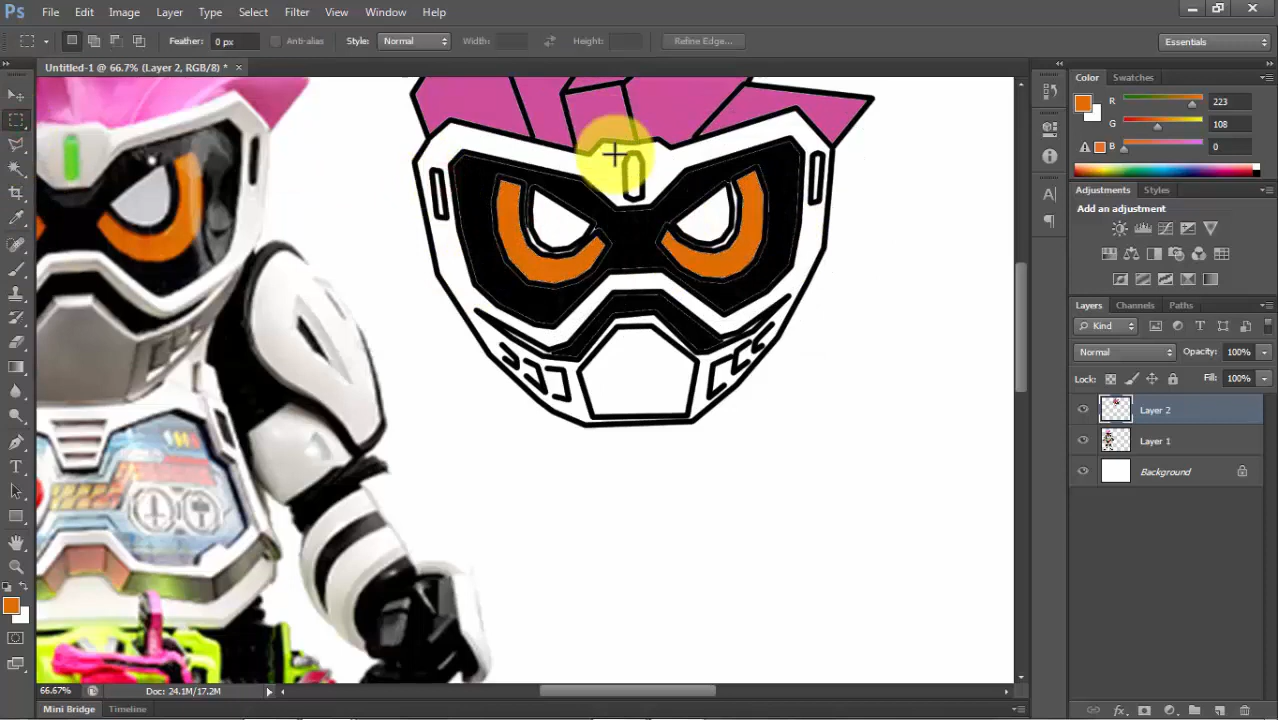 Ps File Edit Image Layer Type Select Filter View Window Help
Feather: 0 px Anti-alias Style: Normal Width: Height: Refine Edge... Essentials
Untitled-1 @ 66.7% (Layer 2, RGB/8) * ×
Color Swatches
R 223
G 108
B 0
Adjustments Styles
Add an adjustment
Layers Channels Paths
Kind
Normal Opacity: 100%
Lock: Fill: 100%
Layer 2
Layer 1
Background
66.67% Doc: 24.1M/17.2M
Mini Bridge Timeline